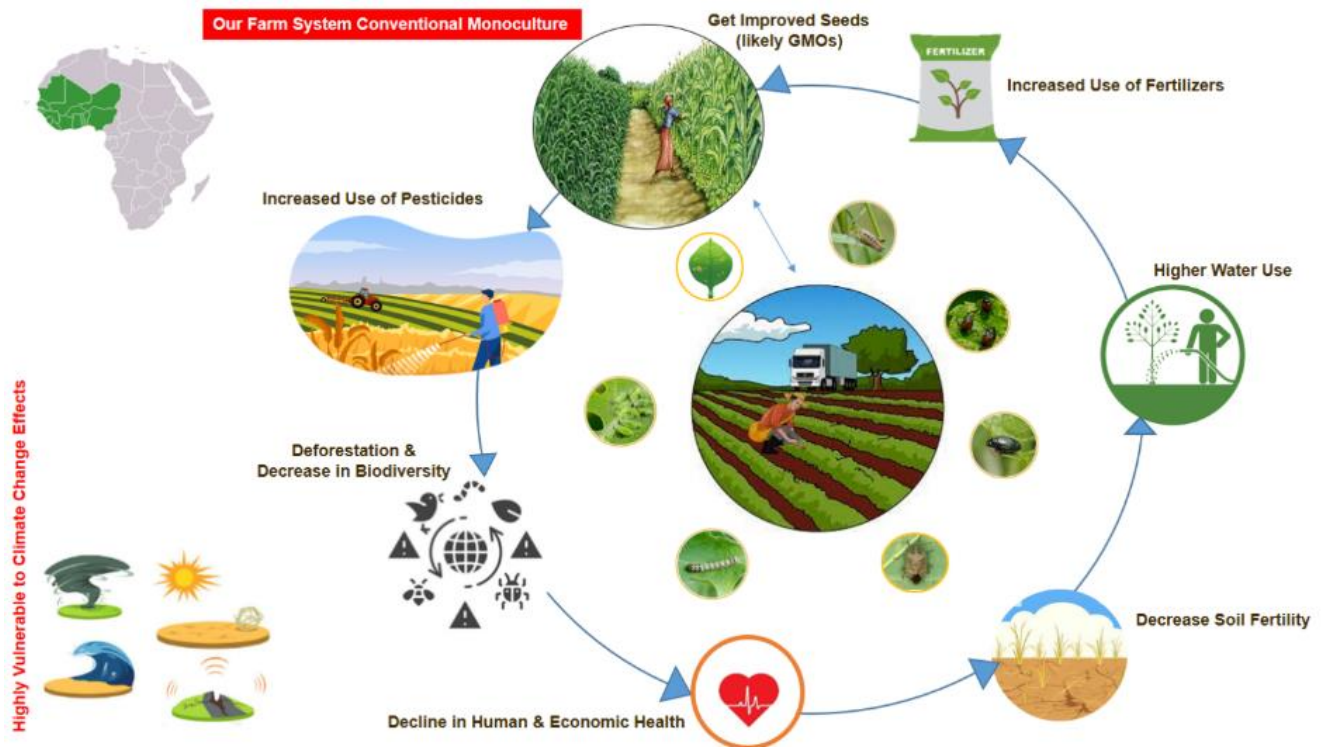 Our Farm System Conventional Monoculture
Get Improved Seeds
(likely GMOs)
FERTILIZER
Increased Use of Fertilizers
Increased Use of Pesticides
Higher Water Use
Deforestation &
Decrease in Biodiversity
Highly Vulnerable to Climate Change Effects
Decrease Soil Fertility
Decline in Human & Economic Health